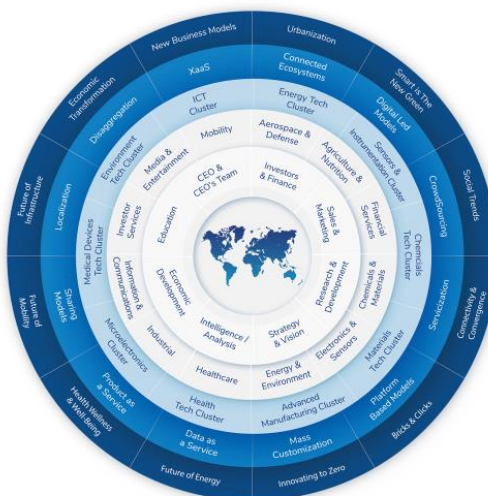 New Business Models
Urbanization
Smart is The
New Green
Social Trends
Connectivity &
Convergence
Bricks & Clicks
Innovating to Zero
Future of Energy
Health Wellness
& Well-Being
Future of
Mobility
Future of
Infrastructure
Economic
Transformation
XaaS
Connected
Ecosystems
Digital Led
Models
CrowdSourcing
Servicization
Platform
Based Models
Mass
Customization
Data as
a Service
Product as
a Service
Sharing
Models
Localization
Disaggregation
ICT
Cluster
Energy Tech
Cluster
Sensors &
Instrumentation Cluster
Chemcials
Tech Cluster
Materials
Tech Cluster
Advanced
Manufacturing Cluster
Health
Tech Cluster
Microelectronics
Cluster
Medical Devices
Tech Cluster
Environment
Tech Cluster
Mobility
Aerospace &
Defense
Agriculture &
Nutrition
Financial
Services
Chemicals &
Materials
Electronics &
Sensors
Energy &
Environment
Healthcare
Industrial
Information &
Communications
Investor
Services
Media &
Entertainment
CEO &
CEO's Team
Investors
& Finance
Sales &
Marketing
Research &
Development
Strategy
& Vision
Intelligence /
Analysis
Economic
Development
Education